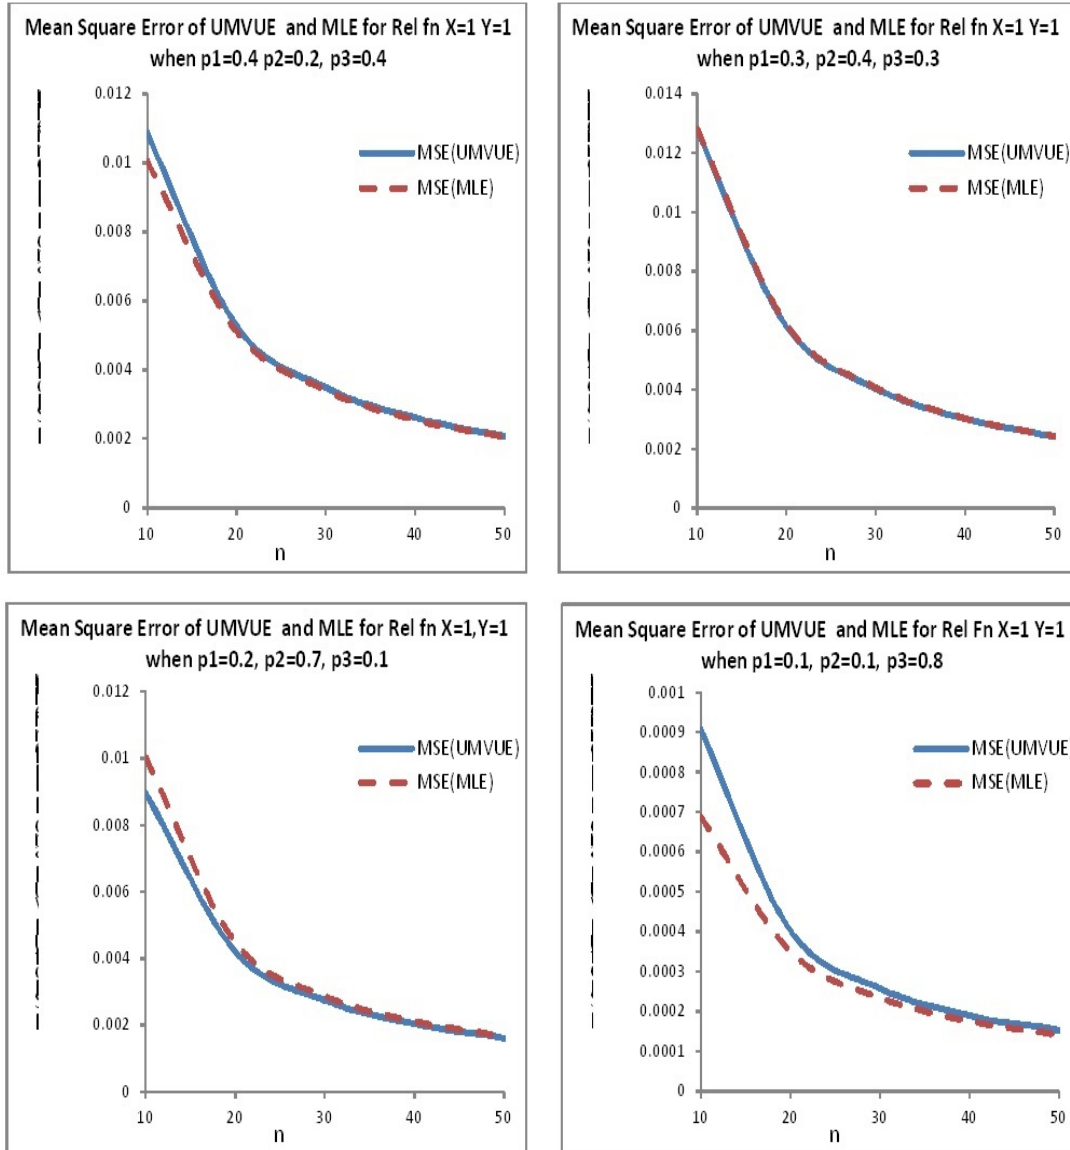 Mean Square Error of UMVUE and MLE for Rel fn X=1 Y=1
when p1=0.4 p2=0.2, p3=0.4
0.012
0.01
0.008
0.006
0.004
0.002
0
10 20 30 40 50
n
MSE(UMVUE)
MSE(MLE)
Mean Square Error of UMVUE and MLE for Rel fn X=1 Y=1
when p1=0.3, p2=0.4, p3=0.3
0.014
0.012
0.01
0.008
0.006
0.004
0.002
0
10 20 30 40 50
n
MSE(UMVUE)
MSE(MLE)
Mean Square Error of UMVUE and MLE for Rel fn X=1,Y=1
when p1=0.2, p2=0.7, p3=0.1
0.012
0.01
0.008
0.006
0.004
0.002
0
10 20 30 40 50
n
MSE(UMVUE)
MSE(MLE)
Mean Square Error of UMVUE and MLE for Rel Fn X=1 Y=1
when p1=0.1, p2=0.1, p3=0.8
0.001
0.0009
0.0008
0.0007
0.0006
0.0005
0.0004
0.0003
0.0002
0.0001
0
10 20 30 40 50
n
MSE(UMVUE)
MSE(MLE)